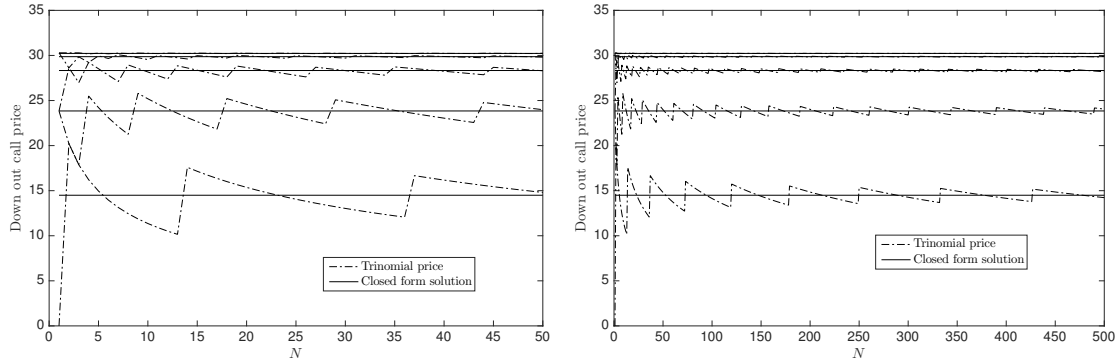 Down out call price
35
30
25
20
15
10
5
0
0 5 10 15 20 25 30 35 40 45 50
N
Trinomial price
Closed form solution
Down out call price
35
30
25
20
15
10
5
0
0 50 100 150 200 250 300 350 400 450 500
N
Trinomial price
Closed form solution